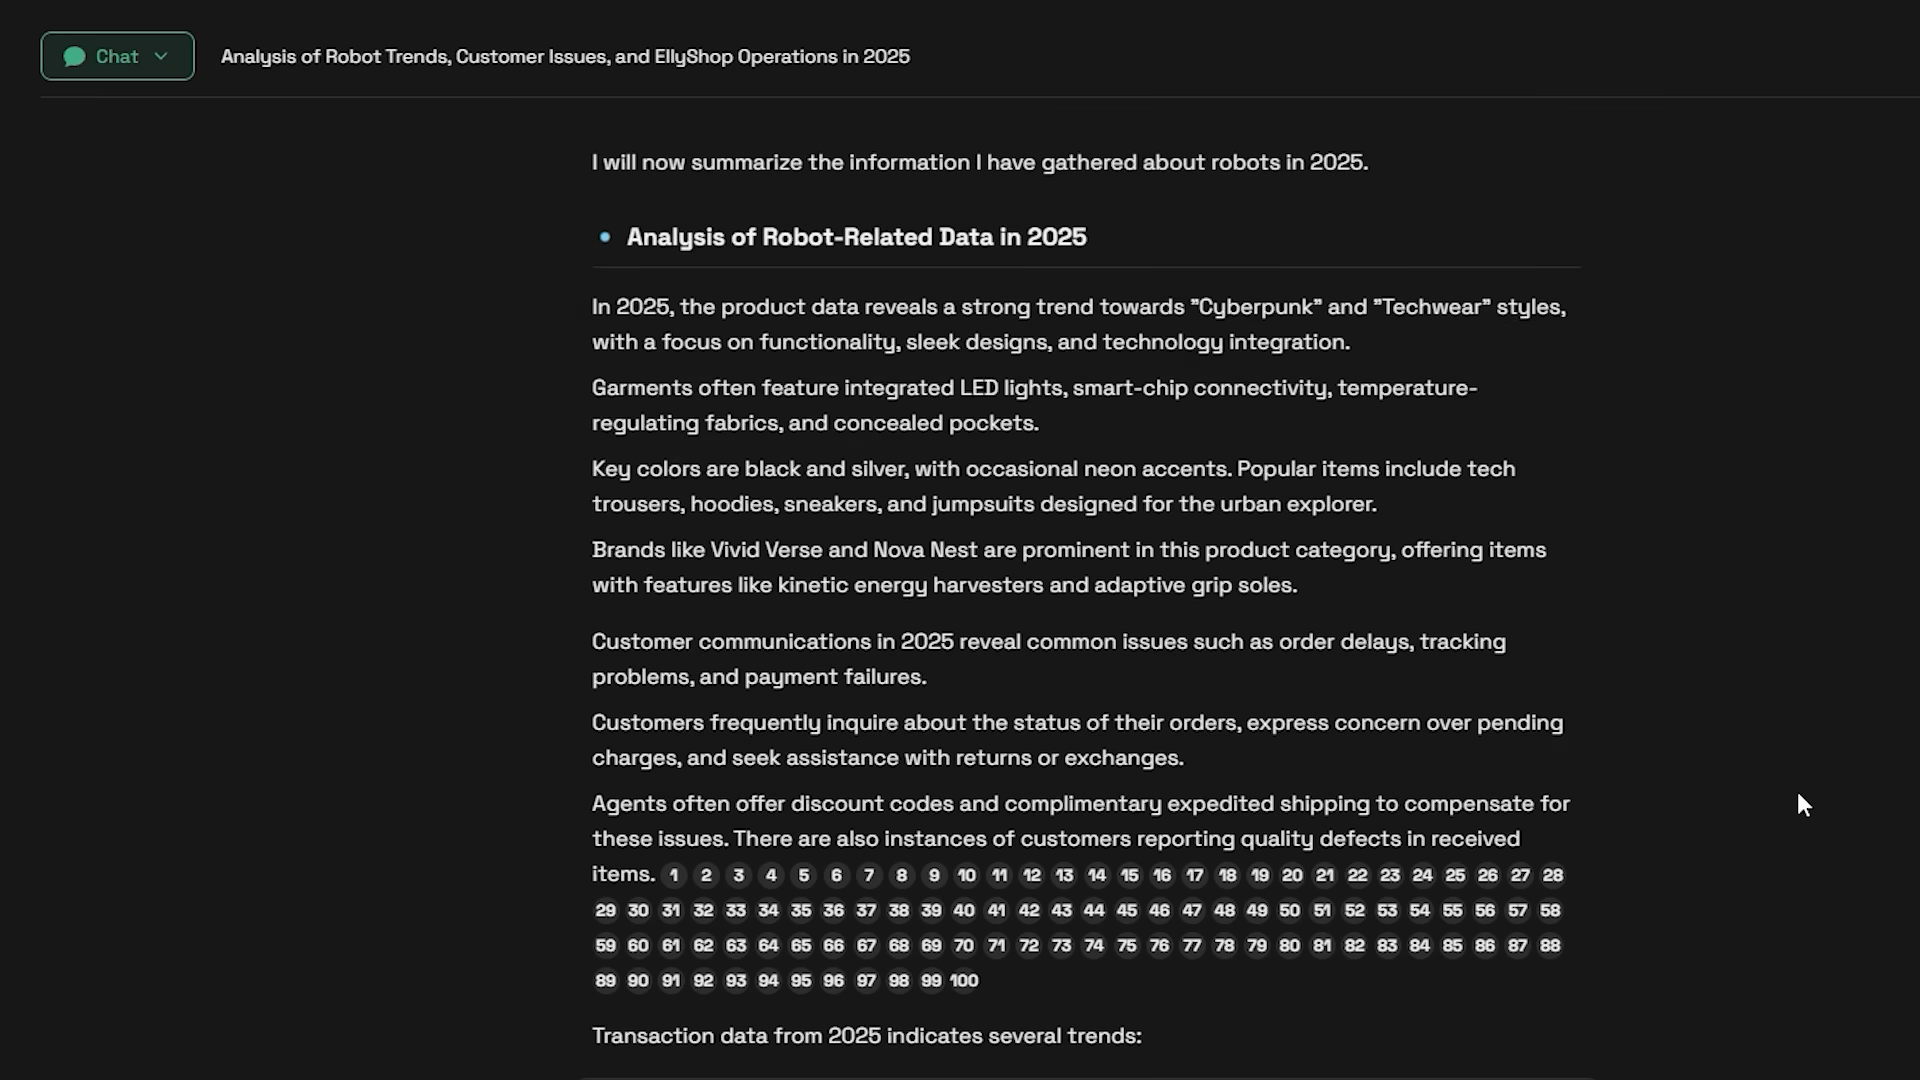 Chat
Analysis of Robot Trends, Customer Issues, and EllyShop Operations in 2025
I will now summarize the information I have gathered about robots in 2025.
Analysis of Robot-Related Data in 2025
In 2025, the product data reveals a strong trend towards "Cyberpunk" and "Techwear" styles,
with a focus on functionality, sleek designs, and technology integration.
Garments often feature integrated LED lights, smart-chip connectivity, temperature-
regulating fabrics, and concealed pockets.
Key colors are black and silver, with occasional neon accents. Popular items include tech
trousers, hoodies, sneakers, and jumpsuits designed for the urban explorer.
Brands like Vivid Verse and Nova Nest are prominent in this product category, offering items
with features like kinetic energy harvesters and adaptive grip soles.
Customer communications in 2025 reveal common issues such as order delays, tracking
problems, and payment failures.
Customers frequently inquire about the status of their orders, express concern over pending
charges, and seek assistance with returns or exchanges.
Agents often offer discount codes and complimentary expedited shipping to compensate for
these issues. There are also instances of customers reporting quality defects in received
items. 1 2 3 4 5 6 7 8 9 10 11 12 13 14 15 16 17 18 19 20 21 22 23 24 25 26 27 28
29 30 31 32 33 34 35 36 37 38 39 40 41 42 43 44 45 46 47 48 49 50 51 52 53 54 55 56 57 58
59 60 61 62 63 64 65 66 67 68 69 70 71 72 73 74 75 76 77 78 79 80 81 82 83 84 85 86 87 88
89 90 91 92 93 94 95 96 97 98 99 100
Transaction data from 2025 indicates several trends: